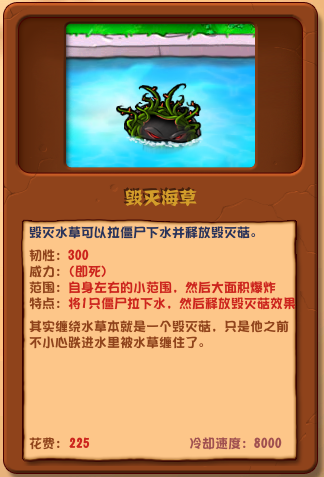 毁灭海草
毁灭水草可以拉僵尸下水并释放毁灭菇。
韧性：300
威力：（即死）
范围：自身左右的小范围，然后大面积爆炸
特点：将1只僵尸拉下水，然后释放毁灭菇效果
其实缠绕水草本就是一个毁灭菇，只是他之前
不小心跌进水里被水草缠住了。
花费：225 冷却速度：8000